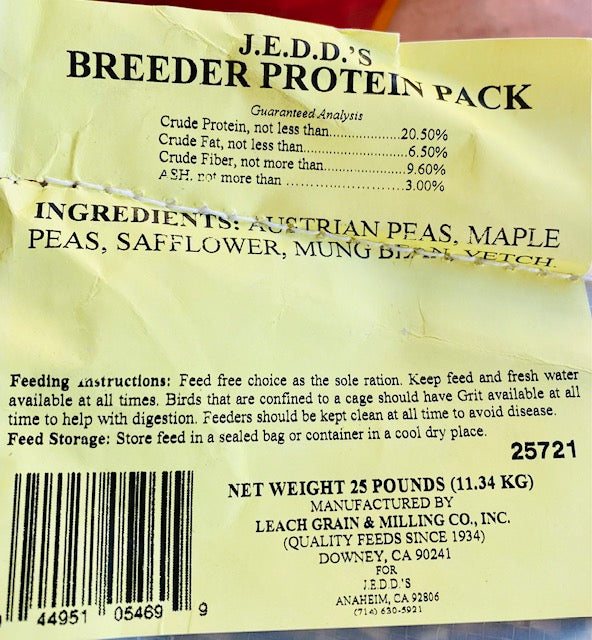 J.E.D.D.'S
BREEDER PROTEIN PACK
Guaranteed Analysis
Crude Protein, not less than....................20.50%
Crude Fat, not less than............................6.50%
Crude Fiber, not more than........................9.60%
ASH. not more than ................................3.00%
INGREDIENTS: AUSTRIAN PEAS, MAPLE
PEAS, SAFFLOWER, MUNG BEAN, VETCH.
Feeding Instructions: Feed free choice as the sole ration. Keep feed and fresh water
available at all times. Birds that are confined to a cage should have Grit available at all
time to help with digestion. Feeders should be kept clean at all time to avoid disease.
Feed Storage: Store feed in a sealed bag or container in a cool dry place.
25721
NET WEIGHT 25 POUNDS (11.34 KG)
MANUFACTURED BY
LEACH GRAIN & MILLING CO., INC.
(QUALITY FEEDS SINCE 1934)
DOWNEY, CA 90241
FOR
J.E.D.D.'S
ANAHEIM, CA 92806
(714) 630-5921
44951 05469 9